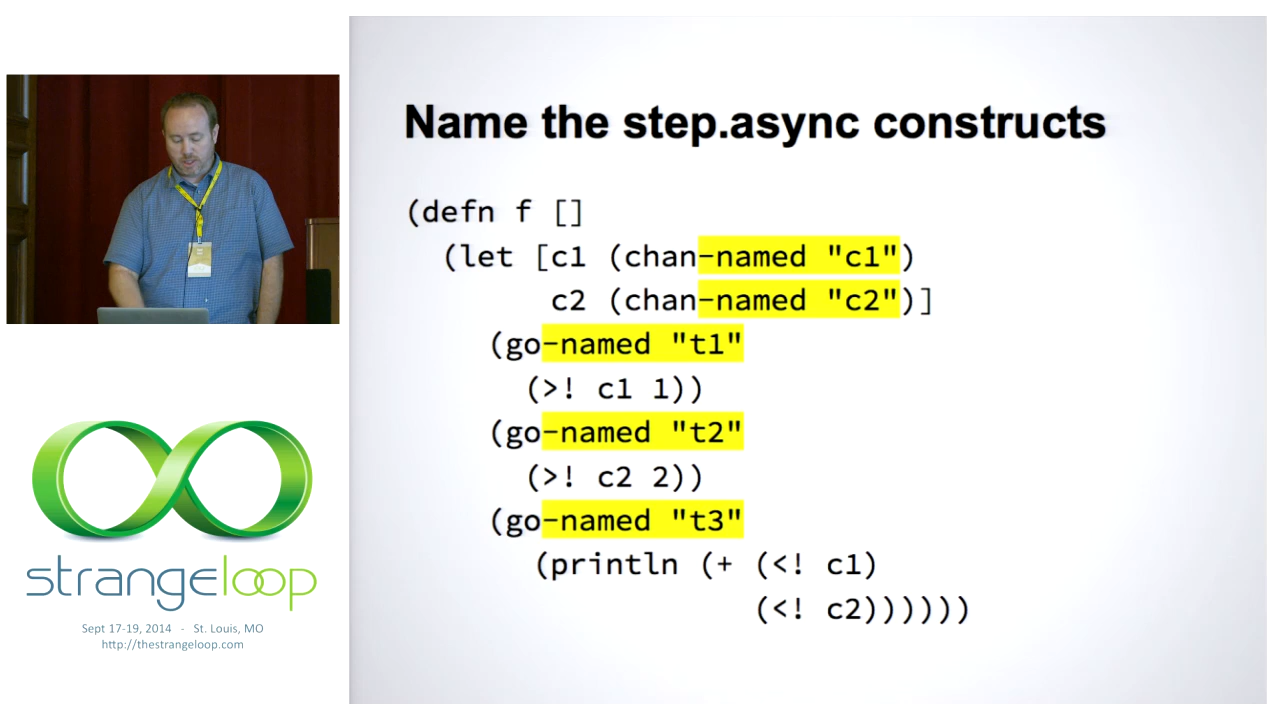 Name the step.async constructs
(defn f []
(let [c1 (chan-named "c1")
c2 (chan-named "c2")]
(go-named "t1"
(>! c1 1))
(go-named "t2"
(>! c2 2))
(go-named "t3"
(println (+ (<! c1)
(<! c2))))))
strangeloop
Sept 17-19, 2014 - St. Louis, MO
http://thestrangeloop.com